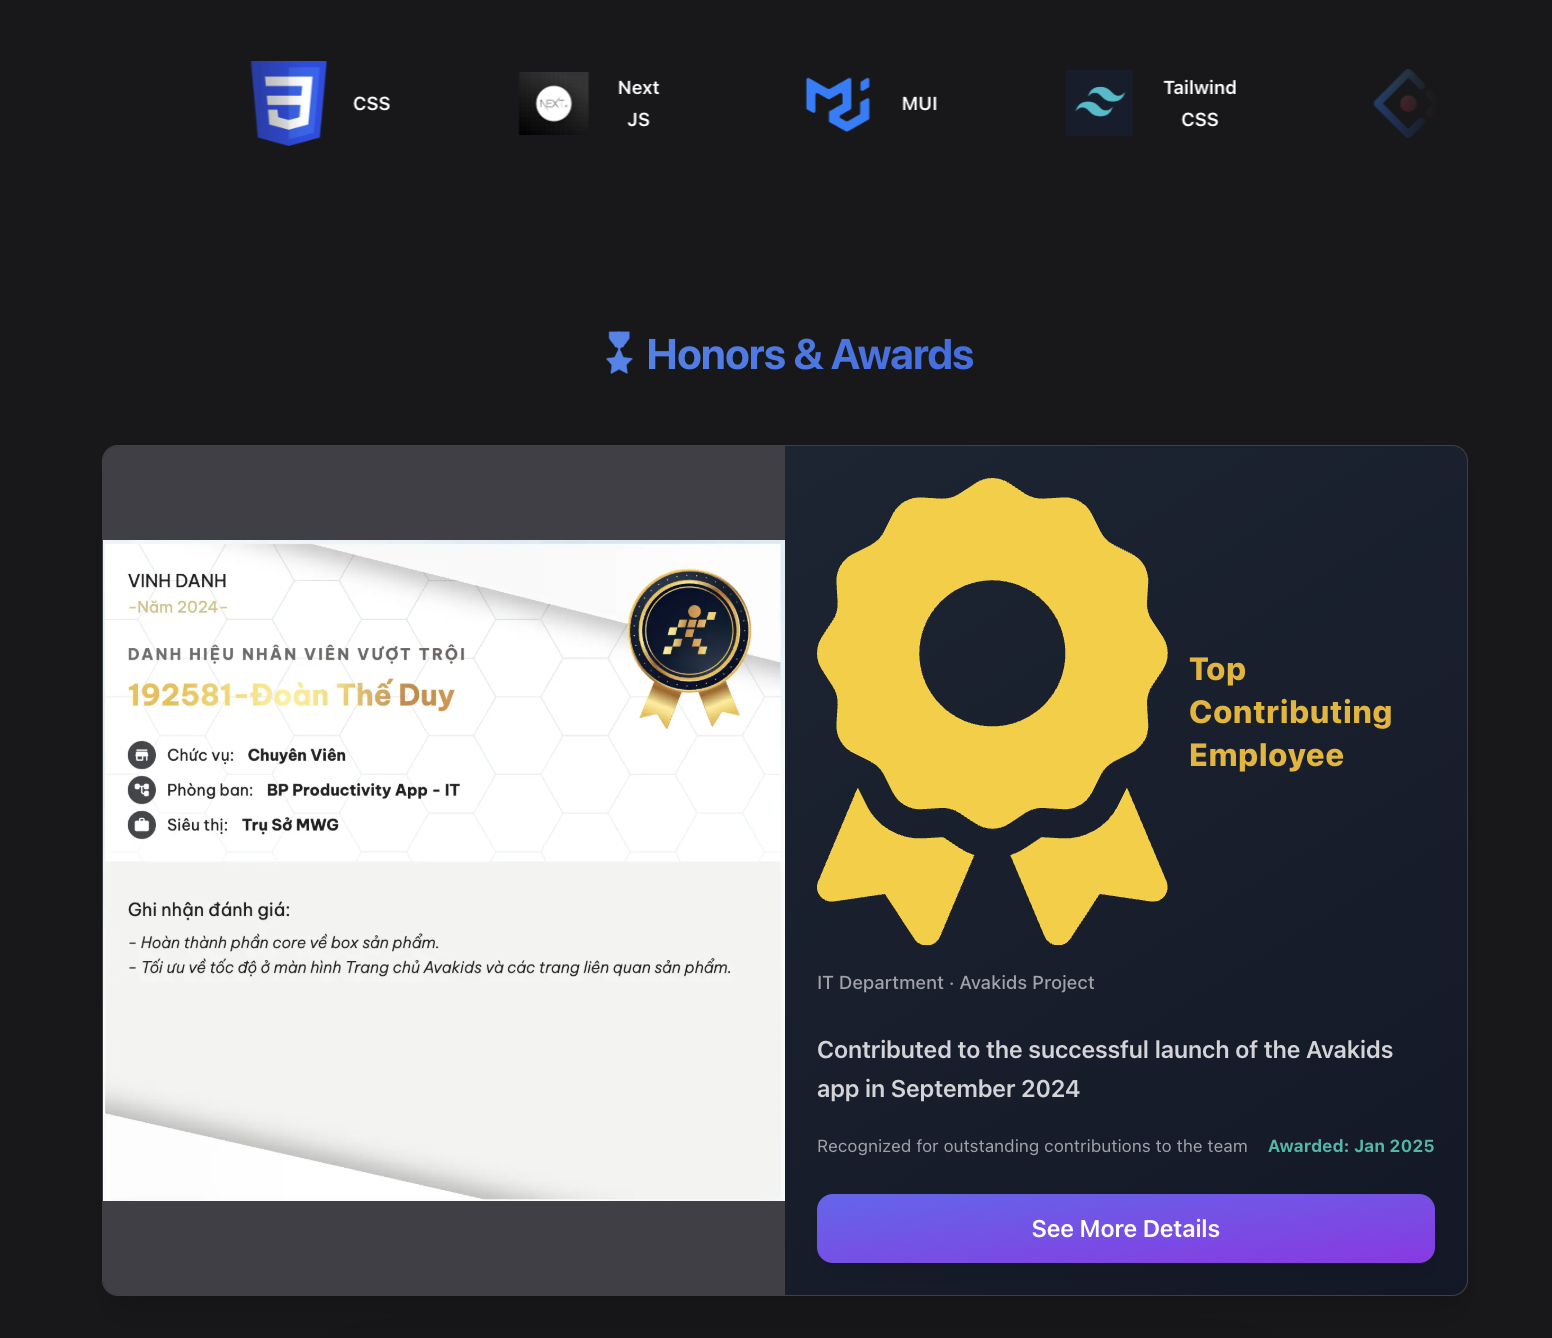 CSS
NEXT
Next
JS
MUI
Tailwind
CSS
Honors & Awards
VINH DANH
-Năm 2024-
DANH HIỆU NHÂN VIÊN VƯỢT TRỘI
192581-Đoàn Thế Duy
Chức vụ: Chuyên Viên
Phòng ban: BP Productivity App - IT
Siêu thị: Trụ Sở MWG
Ghi nhận đánh giá:
- Hoàn thành phần core về box sản phẩm.
- Tối ưu về tốc độ ở màn hình Trang chủ Avakids và các trang liên quan sản phẩm.
Top
Contributing
Employee
IT Department · Avakids Project
Contributed to the successful launch of the Avakids
app in September 2024
Recognized for outstanding contributions to the team Awarded: Jan 2025
See More Details